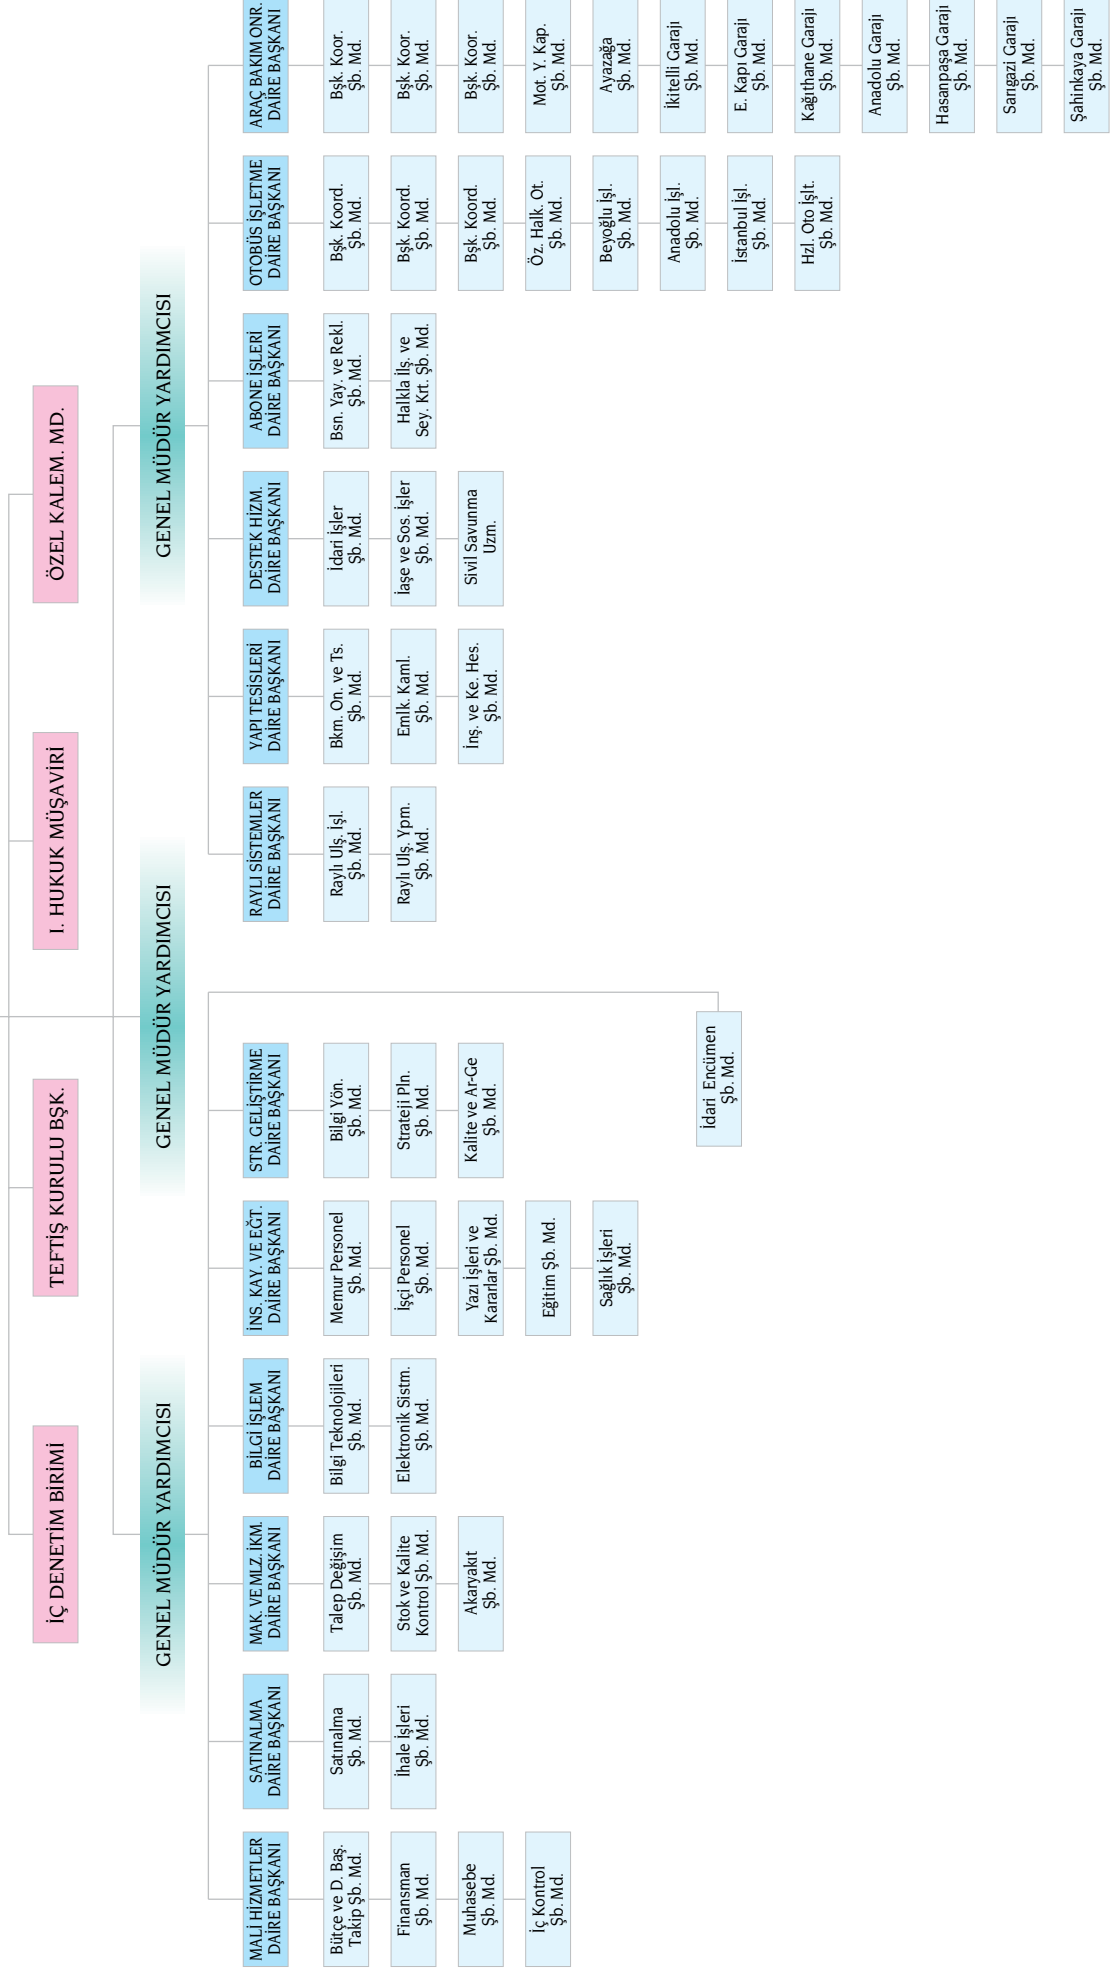 İÇ DENETİM BİRİMİ
TEFTİŞ KURULU BŞK.
I. HUKUK MÜŞAVİRİ
ÖZEL KALEM. MD.
GENEL MÜDÜR YARDIMCISI
GENEL MÜDÜR YARDIMCISI
GENEL MÜDÜR YARDIMCISI
MALİ HİZMETLER
DAİRE BAŞKANI
Bütçe ve D. Baş.
Takip Şb. Md.
Finansman
Şb. Md.
Muhasebe
Şb. Md.
İç Kontrol
Şb. Md.
SATINALMA
DAİRE BAŞKANI
Satınalma
Şb. Md.
İhale İşleri
Şb. Md.
MAK. VE MLZ. İKM.
DAİRE BAŞKANI
Talep Değişim
Şb. Md.
Stok ve Kalite
Kontrol Şb. Md.
Akaryakıt
Şb. Md.
BİLGİ İŞLEM
DAİRE BAŞKANI
Bilgi Teknolojileri
Şb. Md.
Elektronik Sistm.
Şb. Md.
İNS. KAY. VE EĞT.
DAİRE BAŞKANI
Memur Personel
Şb. Md.
İşçi Personel
Şb. Md.
Yazı İşleri ve
Kararlar Şb. Md.
Eğitim Şb. Md.
Sağlık İşleri
Şb. Md.
STR. GELİŞTİRME
DAİRE BAŞKANI
Bilgi Yön.
Şb. Md.
Strateji Pln.
Şb. Md.
Kalite ve Ar-Ge
Şb. Md.
İdari Encümen
Şb. Md.
RAYLI SİSTEMLER
DAİRE BAŞKANI
Raylı Ulş. İşl.
Şb. Md.
Raylı Ulş. Ypm.
Şb. Md.
YAPI TESİSLERİ
DAİRE BAŞKANI
Bkm. On. ve Ts.
Şb. Md.
Emlk. Kaml.
Şb. Md.
İnş. ve Ke. Hes.
Şb. Md.
DESTEK HİZM.
DAİRE BAŞKANI
İdari İşler
Şb. Md.
İaşe ve Sos. İşler
Şb. Md.
Sivil Savunma
Uzm.
ABONE İŞLERİ
DAİRE BAŞKANI
Bsn. Yay. ve Rekl.
Şb. Md.
Halkla İlş. ve
Sey. Krt. Şb. Md.
OTOBÜS İŞLETME
DAİRE BAŞKANI
Bşk. Koord.
Şb. Md.
Bşk. Koord.
Şb. Md.
Bşk. Koord.
Şb. Md.
Öz. Halk. Ot.
Şb. Md.
Beyoğlu İşl.
Şb. Md.
Anadolu İşl.
Şb. Md.
İstanbul İşl.
Şb. Md.
Hzl. Oto İşlt.
Şb. Md.
ARAÇ BAKIM ONR.
DAİRE BAŞKANI
Bşk. Koor.
Şb. Md.
Bşk. Koor.
Şb. Md.
Bşk. Koor.
Şb. Md.
Mot. Y. Kap.
Şb. Md.
Ayazağa
Şb. Md.
İkitelli Garajı
Şb. Md.
E. Kapı Garajı
Şb. Md.
Kağıthane Garajı
Şb. Md.
Anadolu Garajı
Şb. Md.
Hasanpaşa Garajı
Şb. Md.
Sarıgazi Garajı
Şb. Md.
Şahinkaya Garajı
Şb. Md.